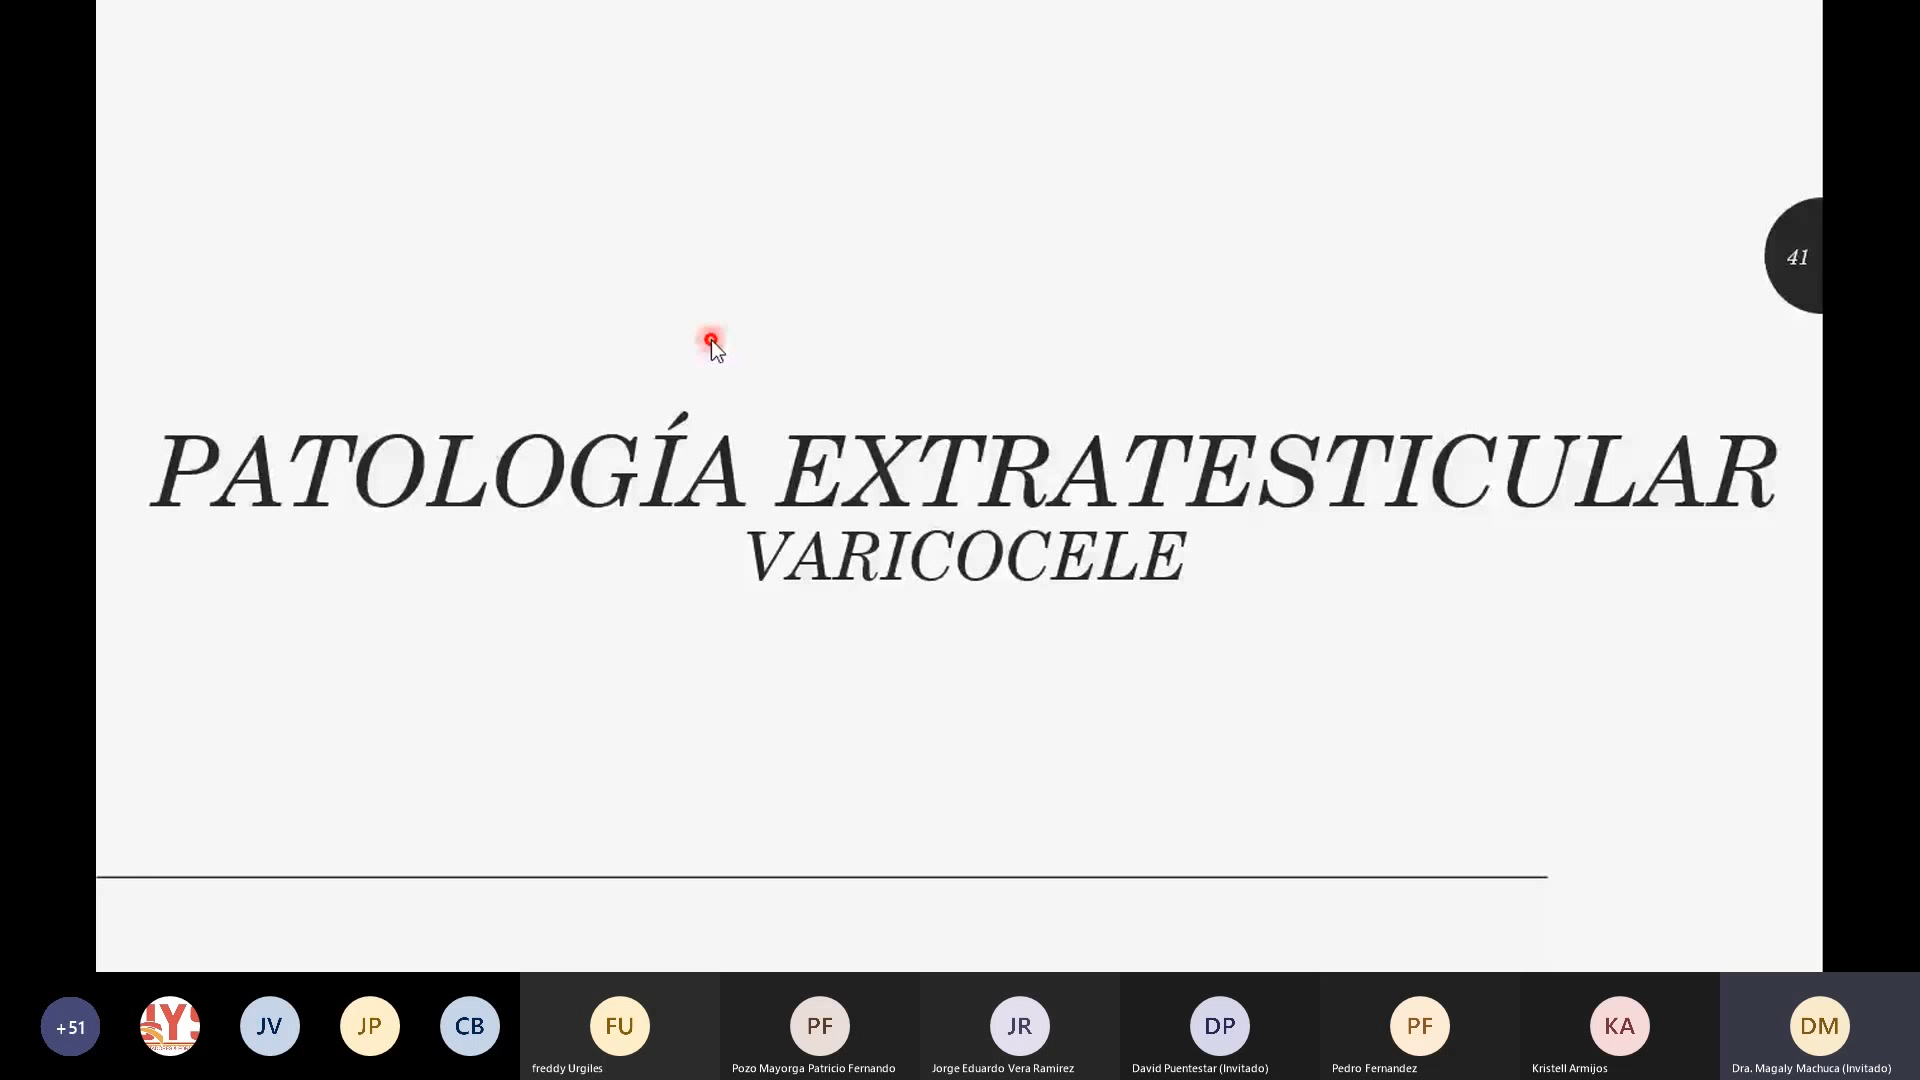 41
PATOLOGÍA EXTRATESTICULAR
VARICOCELE
+51
JV
JP
CB
FU
PF
JR
DP
PF
KA
DM
freddy Urgiles
Pozo Mayorga Patricio Fernando
Jorge Eduardo Vera Ramirez
David Puentestar (Invitado)
Pedro Fernandez
Kristell Armijos
Dra. Magaly Machuca (Invitado)